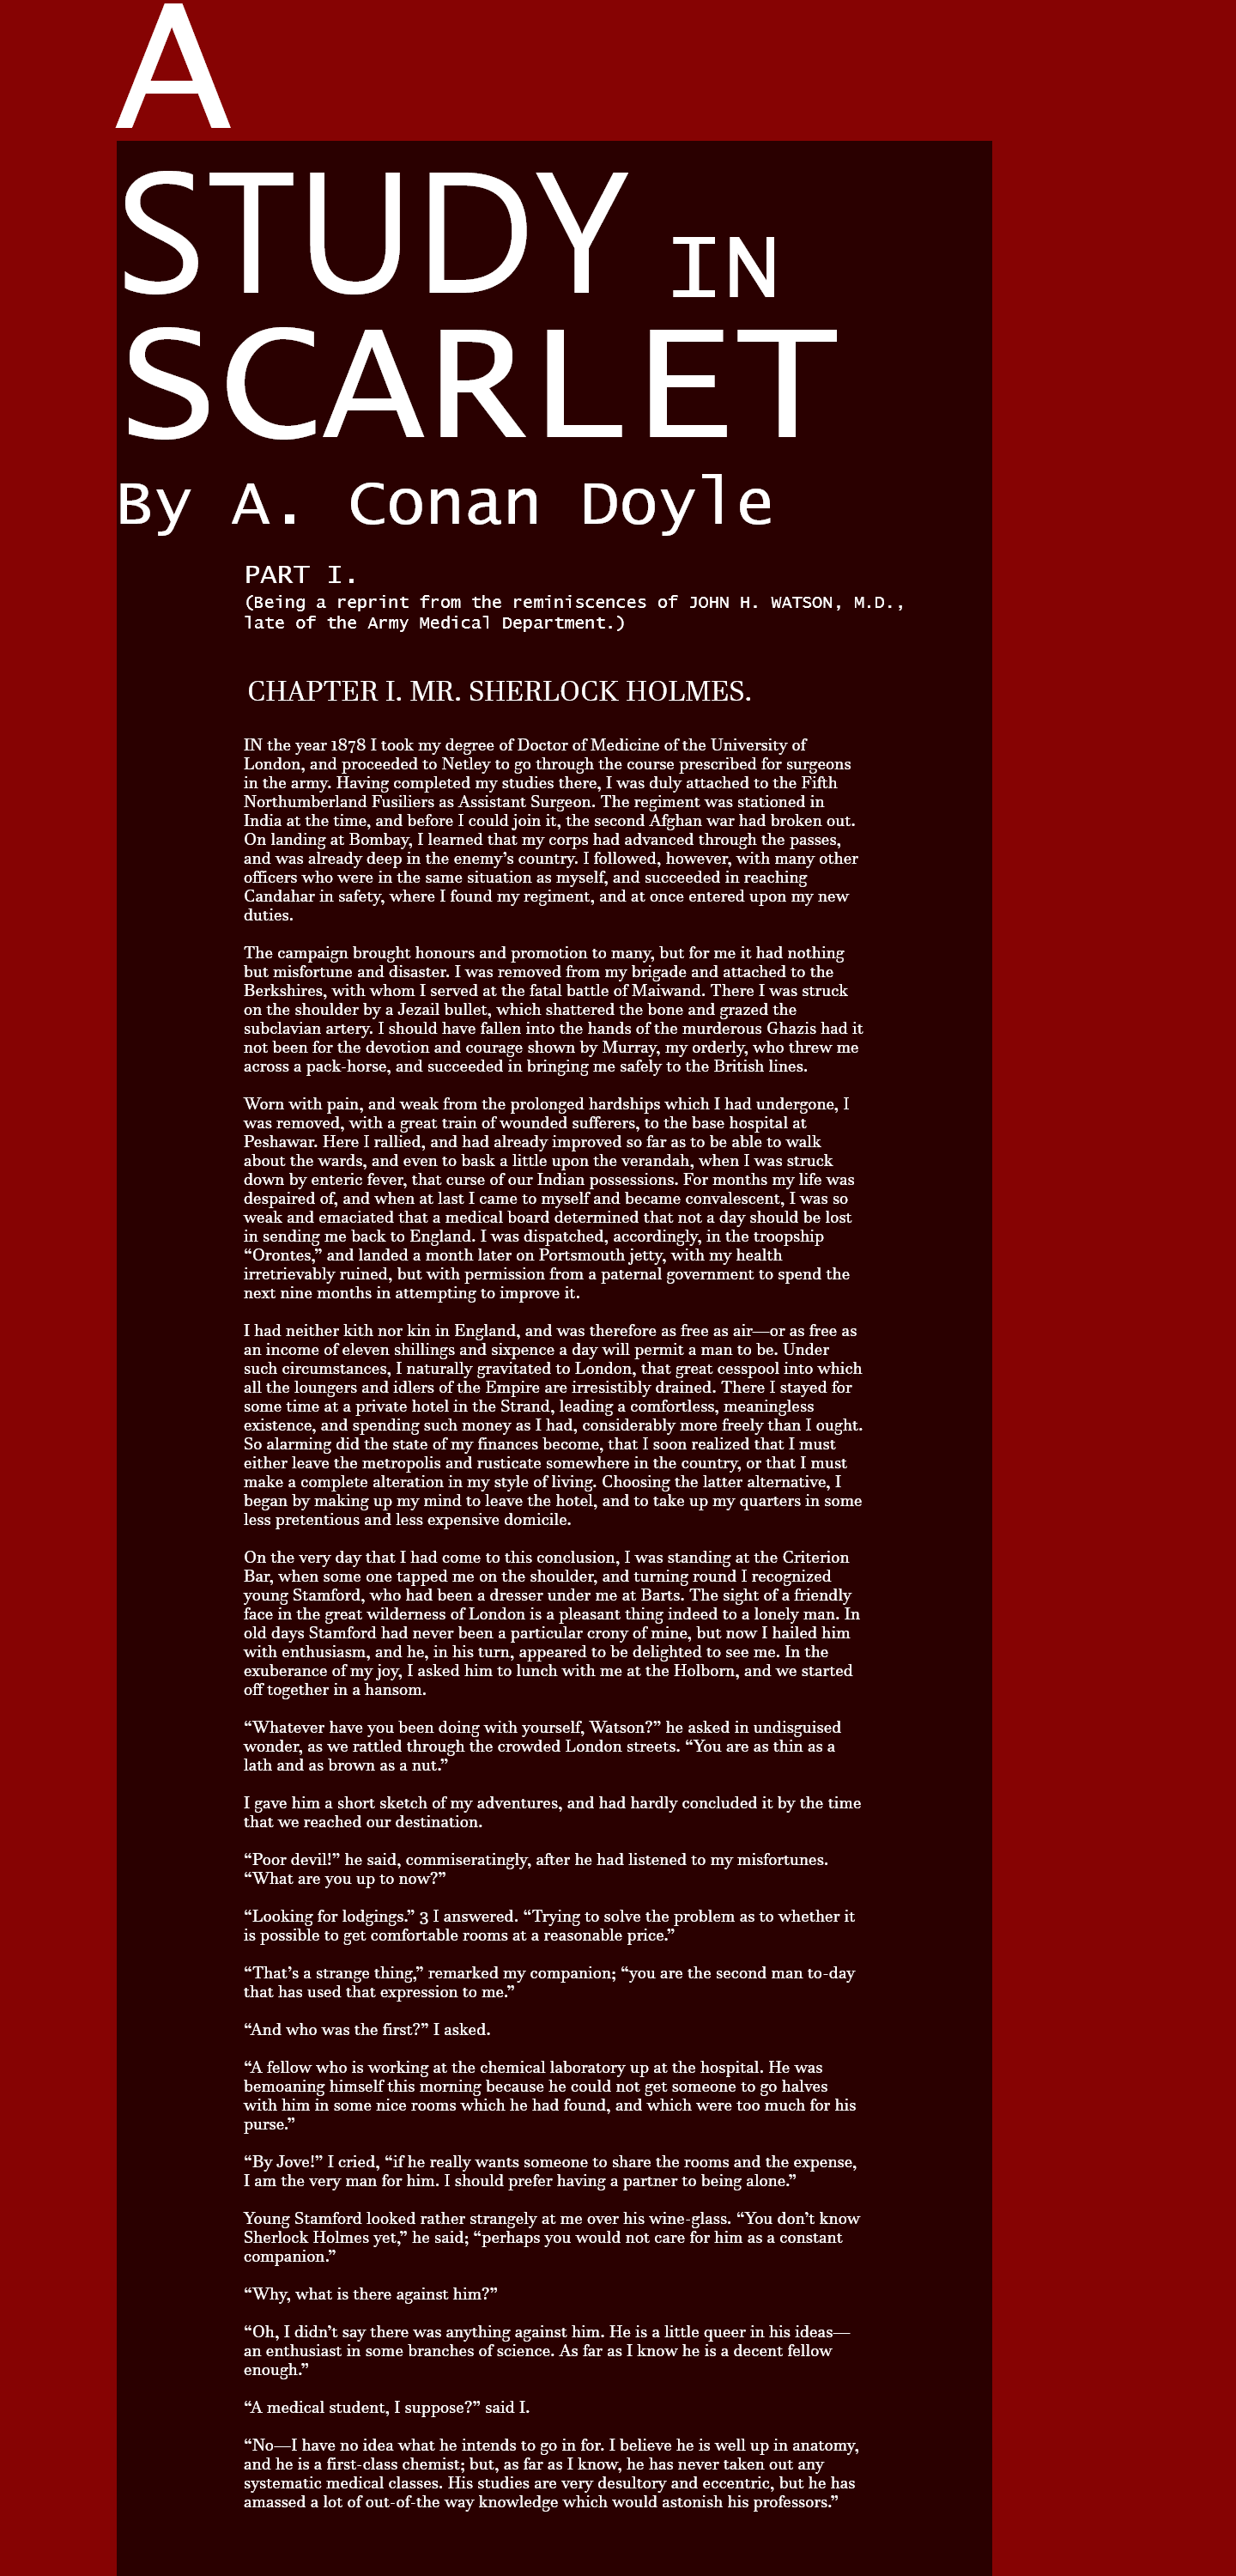 A
STUDY IN
SCARLET
By A. Conan Doyle
PART I.
(Being a reprint from the reminiscences of JOHN H. WATSON, M.D.,
late of the Army Medical Department.)
CHAPTER I. MR. SHERLOCK HOLMES.
IN the year 1878 I took my degree of Doctor of Medicine of the University of
London, and proceeded to Netley to go through the course prescribed for surgeons
in the army. Having completed my studies there, I was duly attached to the Fifth
Northumberland Fusiliers as Assistant Surgeon. The regiment was stationed in
India at the time, and before I could join it, the second Afghan war had broken out.
On landing at Bombay, I learned that my corps had advanced through the passes,
and was already deep in the enemy’s country. I followed, however, with many other
officers who were in the same situation as myself, and succeeded in reaching
Candahar in safety, where I found my regiment, and at once entered upon my new
duties.
The campaign brought honours and promotion to many, but for me it had nothing
but misfortune and disaster. I was removed from my brigade and attached to the
Berkshires, with whom I served at the fatal battle of Maiwand. There I was struck
on the shoulder by a Jezail bullet, which shattered the bone and grazed the
subclavian artery. I should have fallen into the hands of the murderous Ghazis had it
not been for the devotion and courage shown by Murray, my orderly, who threw me
across a pack-horse, and succeeded in bringing me safely to the British lines.
Worn with pain, and weak from the prolonged hardships which I had undergone, I
was removed, with a great train of wounded sufferers, to the base hospital at
Peshawar. Here I rallied, and had already improved so far as to be able to walk
about the wards, and even to bask a little upon the verandah, when I was struck
down by enteric fever, that curse of our Indian possessions. For months my life was
despaired of, and when at last I came to myself and became convalescent, I was so
weak and emaciated that a medical board determined that not a day should be lost
in sending me back to England. I was dispatched, accordingly, in the troopship
“Orontes,” and landed a month later on Portsmouth jetty, with my health
irretrievably ruined, but with permission from a paternal government to spend the
next nine months in attempting to improve it.
I had neither kith nor kin in England, and was therefore as free as air—or as free as
an income of eleven shillings and sixpence a day will permit a man to be. Under
such circumstances, I naturally gravitated to London, that great cesspool into which
all the loungers and idlers of the Empire are irresistibly drained. There I stayed for
some time at a private hotel in the Strand, leading a comfortless, meaningless
existence, and spending such money as I had, considerably more freely than I ought.
So alarming did the state of my finances become, that I soon realized that I must
either leave the metropolis and rusticate somewhere in the country, or that I must
make a complete alteration in my style of living. Choosing the latter alternative, I
began by making up my mind to leave the hotel, and to take up my quarters in some
less pretentious and less expensive domicile.
On the very day that I had come to this conclusion, I was standing at the Criterion
Bar, when some one tapped me on the shoulder, and turning round I recognized
young Stamford, who had been a dresser under me at Barts. The sight of a friendly
face in the great wilderness of London is a pleasant thing indeed to a lonely man. In
old days Stamford had never been a particular crony of mine, but now I hailed him
with enthusiasm, and he, in his turn, appeared to be delighted to see me. In the
exuberance of my joy, I asked him to lunch with me at the Holborn, and we started
off together in a hansom.
“Whatever have you been doing with yourself, Watson?” he asked in undisguised
wonder, as we rattled through the crowded London streets. “You are as thin as a
lath and as brown as a nut.”
I gave him a short sketch of my adventures, and had hardly concluded it by the time
that we reached our destination.
“Poor devil!” he said, commiseratingly, after he had listened to my misfortunes.
“What are you up to now?”
“Looking for lodgings.” 3 I answered. “Trying to solve the problem as to whether it
is possible to get comfortable rooms at a reasonable price.”
“That’s a strange thing,” remarked my companion; “you are the second man to-day
that has used that expression to me.”
“And who was the first?” I asked.
“A fellow who is working at the chemical laboratory up at the hospital. He was
bemoaning himself this morning because he could not get someone to go halves
with him in some nice rooms which he had found, and which were too much for his
purse.”
“By Jove!” I cried, “if he really wants someone to share the rooms and the expense,
I am the very man for him. I should prefer having a partner to being alone.”
Young Stamford looked rather strangely at me over his wine-glass. “You don’t know
Sherlock Holmes yet,” he said; “perhaps you would not care for him as a constant
companion.”
“Why, what is there against him?”
“Oh, I didn’t say there was anything against him. He is a little queer in his ideas—
an enthusiast in some branches of science. As far as I know he is a decent fellow
enough.”
“A medical student, I suppose?” said I.
“No—I have no idea what he intends to go in for. I believe he is well up in anatomy,
and he is a first-class chemist; but, as far as I know, he has never taken out any
systematic medical classes. His studies are very desultory and eccentric, but he has
amassed a lot of out-of-the way knowledge which would astonish his professors.”